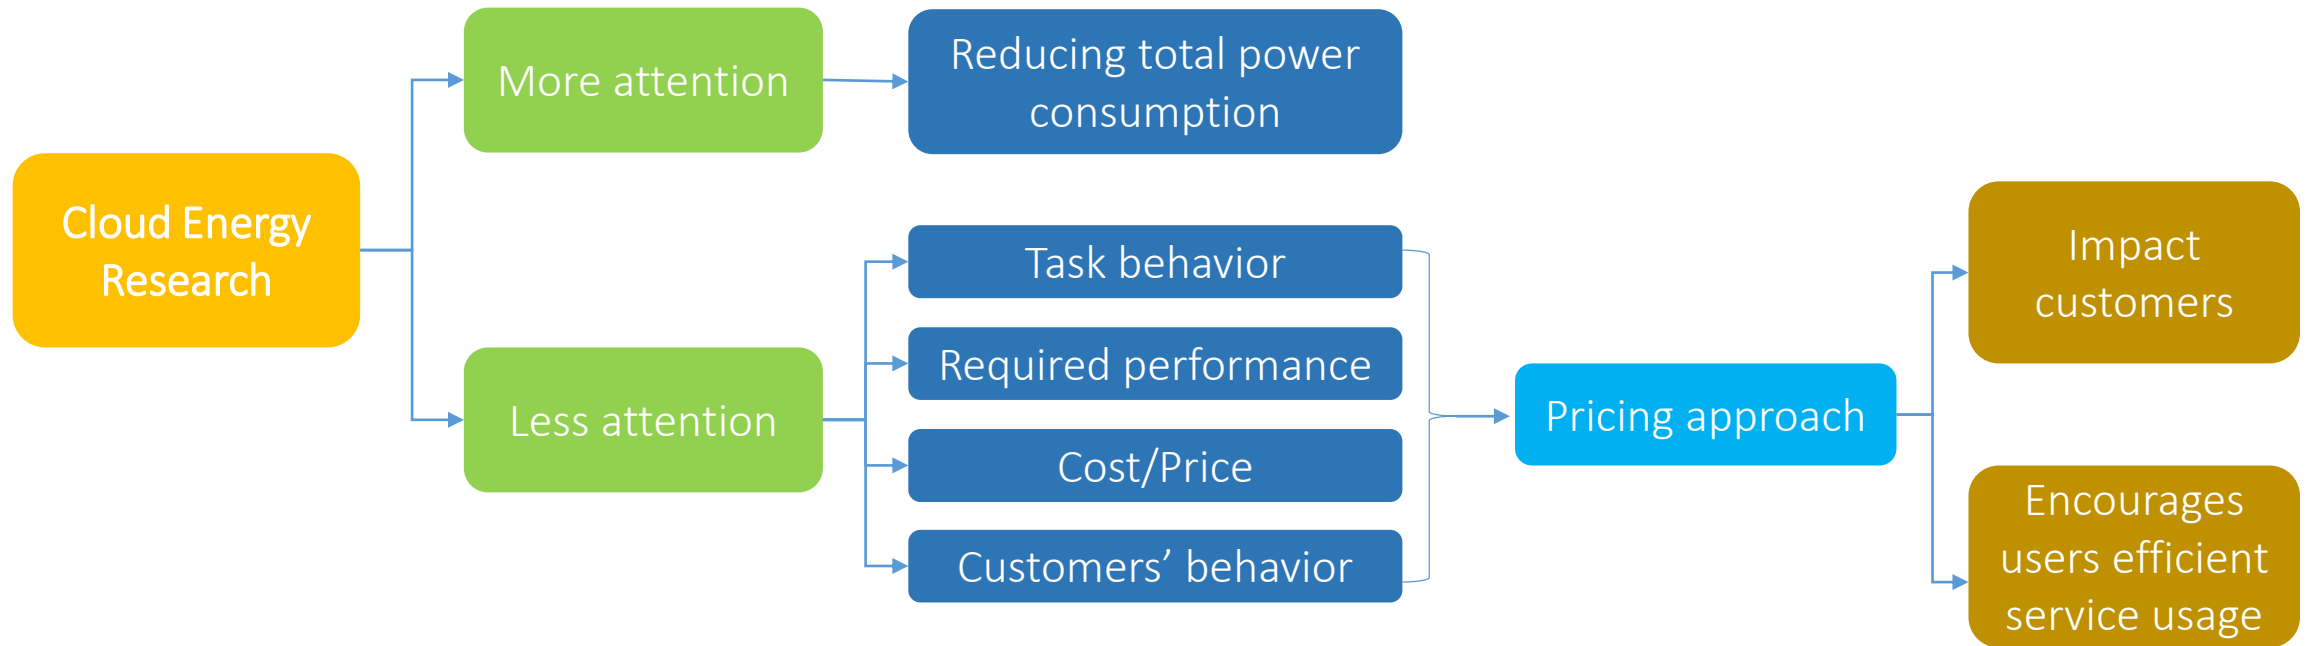 Cloud Energy
Research
More attention
Reducing total power
consumption
Less attention
Task behavior
Required performance
Cost/Price
Customers’ behavior
Pricing approach
Impact
customers
Encourages
users efficient
service usage